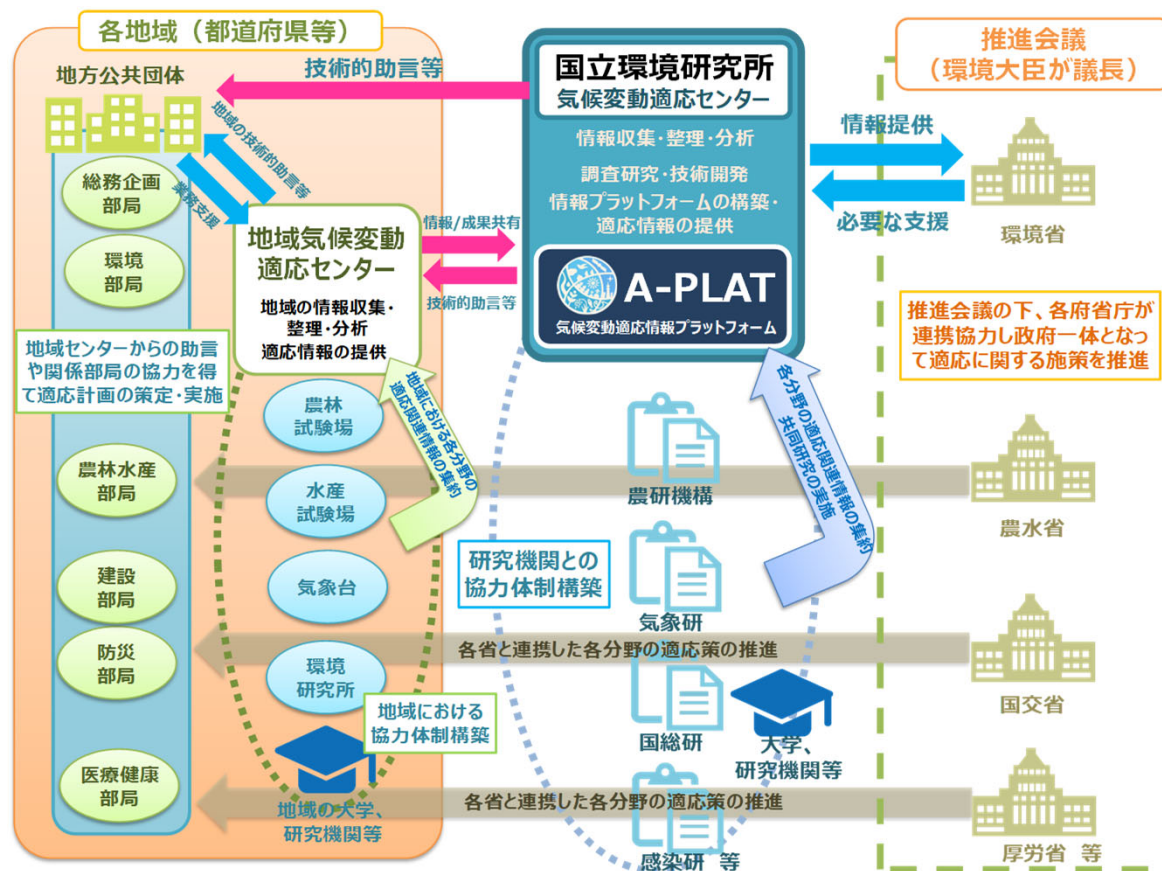 各地域（都道府県等）
地方公共団体
総務企画
部局
環境
部局
地域センターからの助言
や関係部局の協力を得
て適応計画の策定・実施
農林水産
部局
建設
部局
防災
部局
医療健康
部局
技術的助言等
地域の技術的助言等
業務支援
地域気候変動
適応センター
地域の情報収集・
整理・分析
適応情報の提供
情報/成果共有
技術的助言等
地域における各分野の
適応関連情報の集約
農林
試験場
水産
試験場
気象台
環境
研究所
地域における
協力体制構築
地域の大学、
研究機関等
国立環境研究所
気候変動適応センター
情報収集・整理・分析
調査研究・技術開発
情報プラットフォームの構築・
適応情報の提供
A-PLAT
気候変動適応情報プラットフォーム
各分野の適応関連情報の集約
共同研究の実施
農研機構
研究機関との
協力体制構築
気象研
各省と連携した各分野の適応策の推進
国総研
大学、
研究機関等
各省と連携した各分野の適応策の推進
感染研 等
情報提供
必要な支援
推進会議
（環境大臣が議長）
環境省
推進会議の下、各府省庁が
連携協力し政府一体となっ
て適応に関する施策を推進
農水省
国交省
厚労省 等